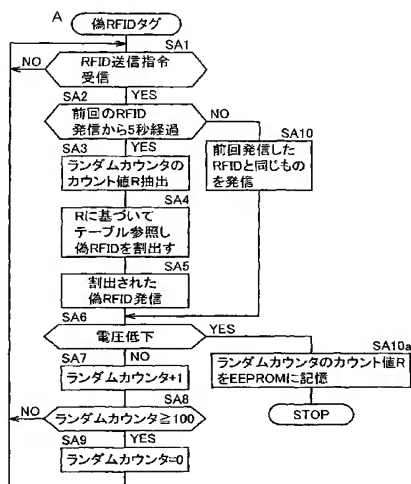 A
偽RFIDタグ
SA1
RFID送信指令
受信
NO
YES
SA2
前回のRFID
発信から5秒経過
NO
YES
SA10
前回発信した
RFIDと同じもの
を発信
SA3
ランダムカウンタの
カウント値R抽出
SA4
Rに基づいて
テーブル参照し
偽RFIDを割出す
SA5
割出された
偽RFID発信
SA6
電圧低下
YES
NO
SA10a
ランダムカウンタのカウント値R
をEEPROMに記憶
STOP
SA7
ランダムカウンタ+1
SA8
ランダムカウンタ≧100
NO
YES
SA9
ランダムカウンタ=0